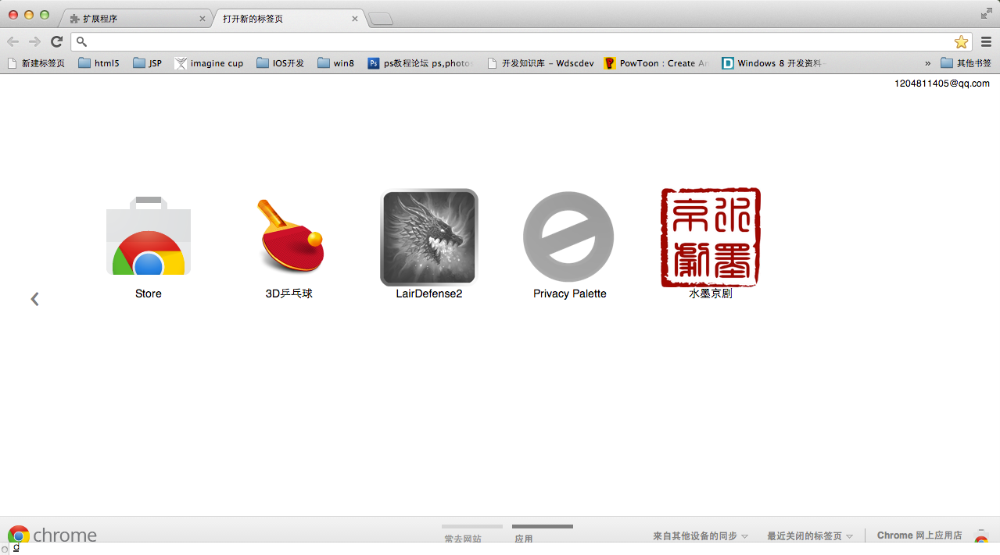 扩展程序 打开新的标签页
新建标签页 html5 JSP imagine cup IOS开发 win8 Ps ps教程论坛 ps,photos 开发知识库 - Wdscdev PowToon : Create An Windows 8 开发资料- » 其他书签
1204811405@qq.com
京水
劇墨
Store 3D乒乓球 LairDefense2 Privacy Palette 水墨京剧
chrome 常去网站 应用 来自其他设备的同步 最近关闭的标签页 Chrome 网上应用店
g